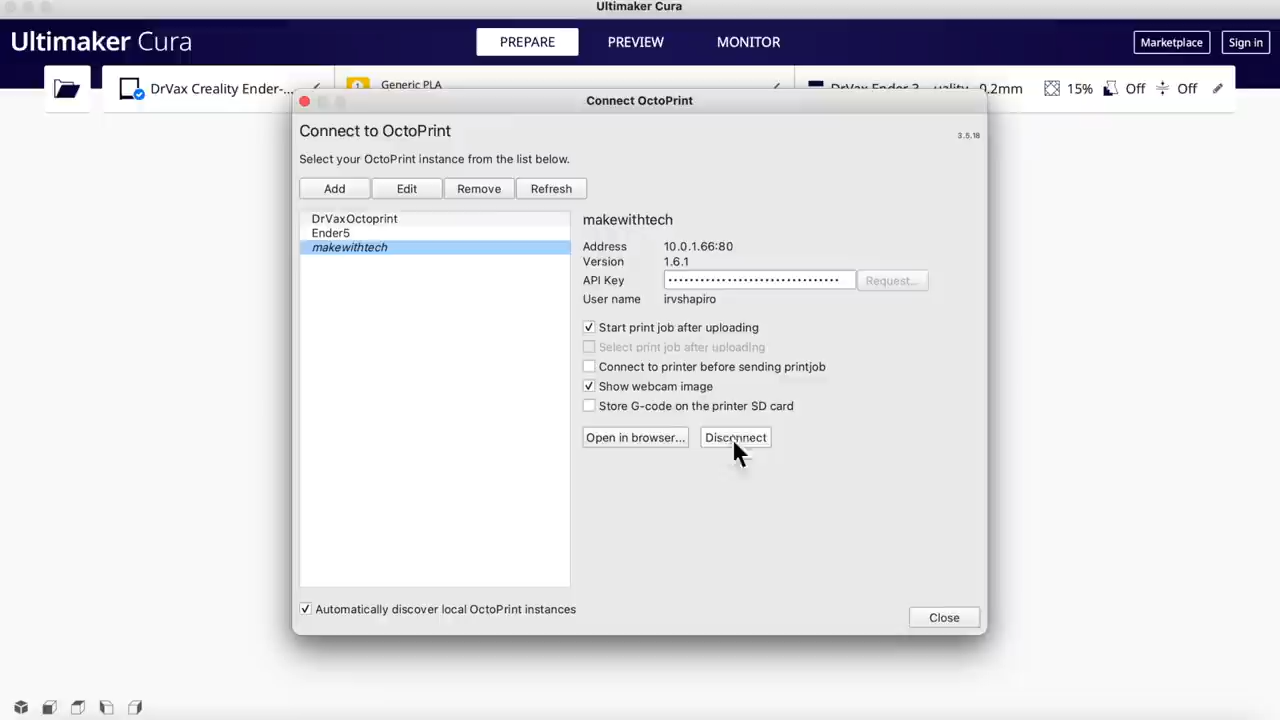 Ultimaker Cura
Ultimaker Cura
PREPARE
PREVIEW
MONITOR
Marketplace
Sign in
DrVax Creality Ender-...
Generic PLA
0.2mm
15%
Off
Off
Connect OctoPrint
Connect to OctoPrint
3.5.18
Select your OctoPrint instance from the list below.
Add
Edit
Remove
Refresh
DrVaxOctoprint
Ender5
makewithtech
makewithtech
Address 10.0.1.66:80
Version 1.6.1
API Key
Request...
User name irvshapiro
Start print job after uploading
Select print job after uploading
Connect to printer before sending printjob
Show webcam image
Store G-code on the printer SD card
Open in browser...
Disconnect
Automatically discover local OctoPrint instances
Close